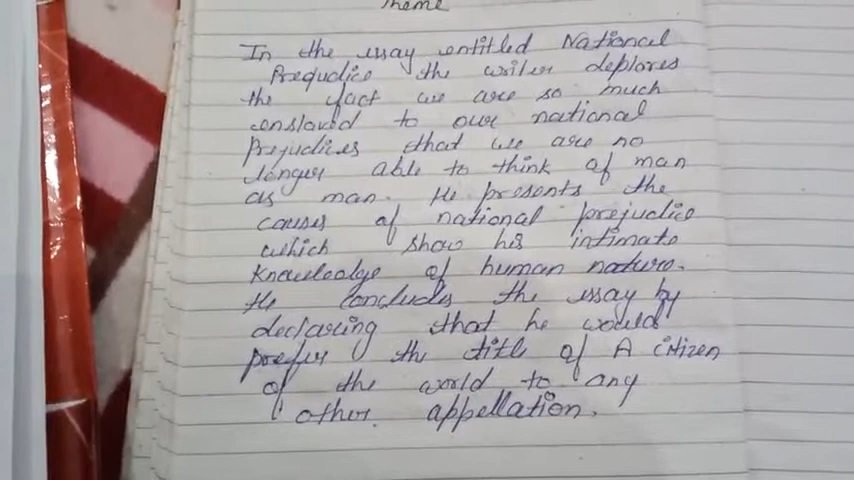 Theme
In the essay entitled National
Prequdice the writer deplores
the fact we are so much
enslaved to our national
Prejudices that we are no
longer able to think of man
as man. He presents the
causes of national prejudice
which show his intimate
knowledge of human nature.
He concludes the essay by
declaring that he would
prefer the title of A citizen
of the world to any
other. appellation.